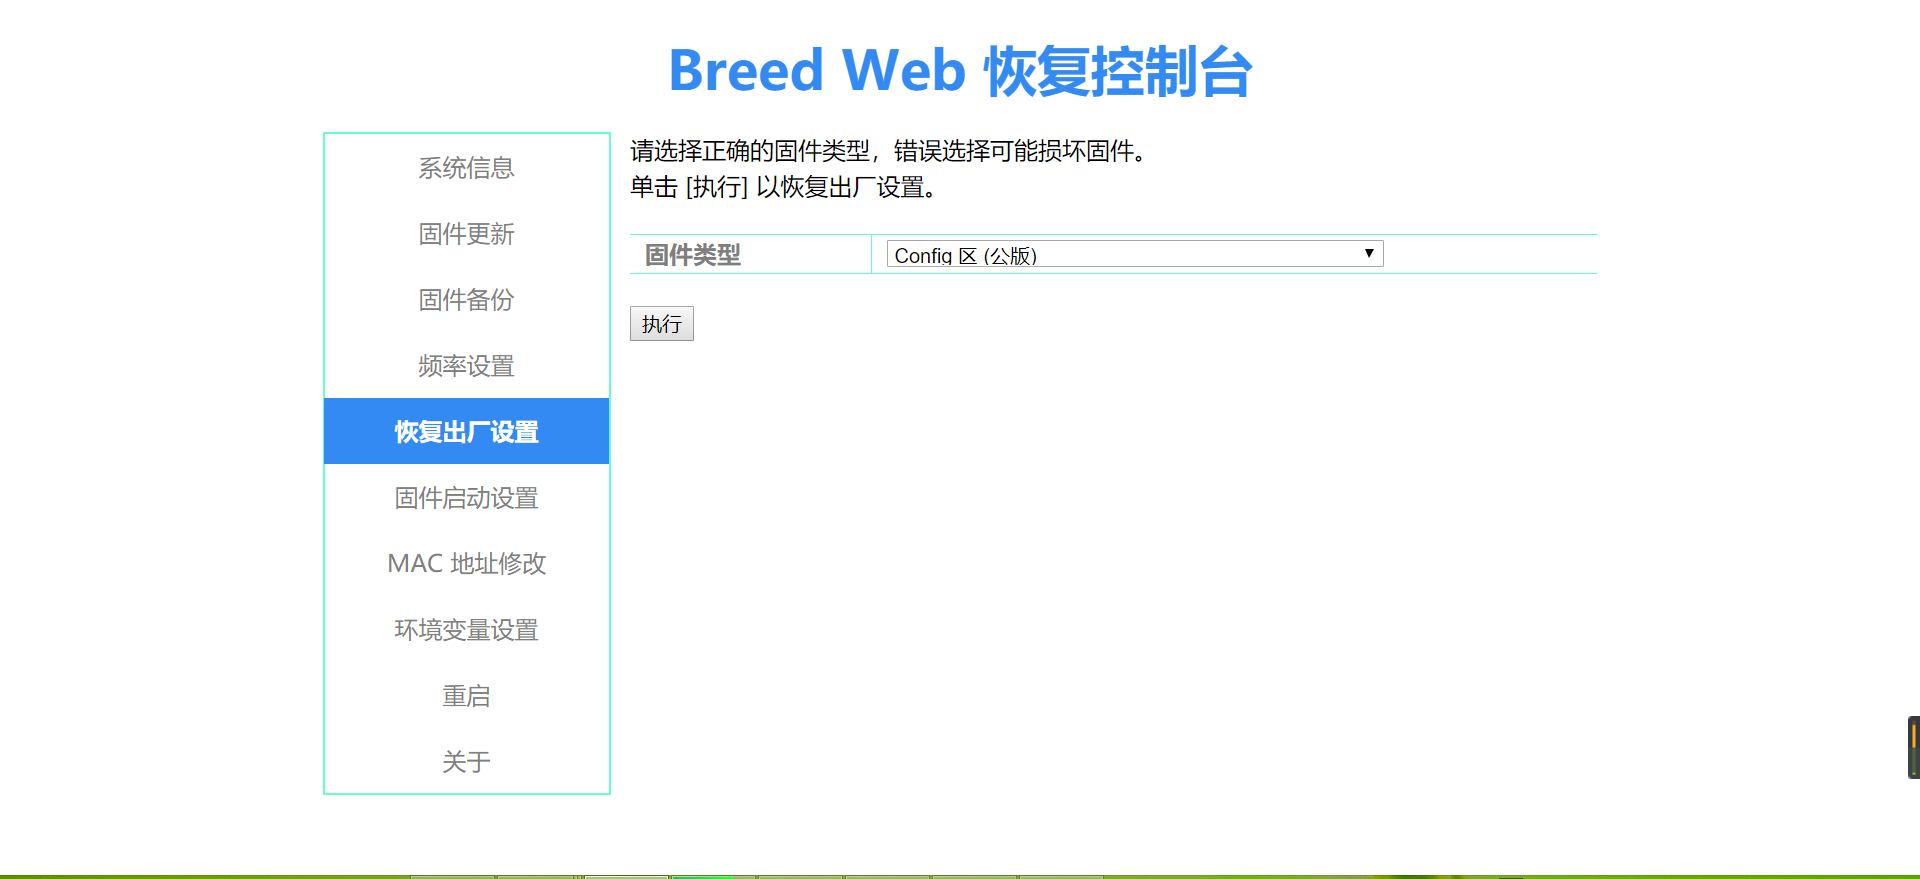 Breed Web 恢复控制台
系统信息
固件更新
固件备份
频率设置
恢复出厂设置
固件启动设置
MAC 地址修改
环境变量设置
重启
关于
请选择正确的固件类型，错误选择可能损坏固件。
单击 [执行] 以恢复出厂设置。
固件类型
Config 区 (公版)
执行